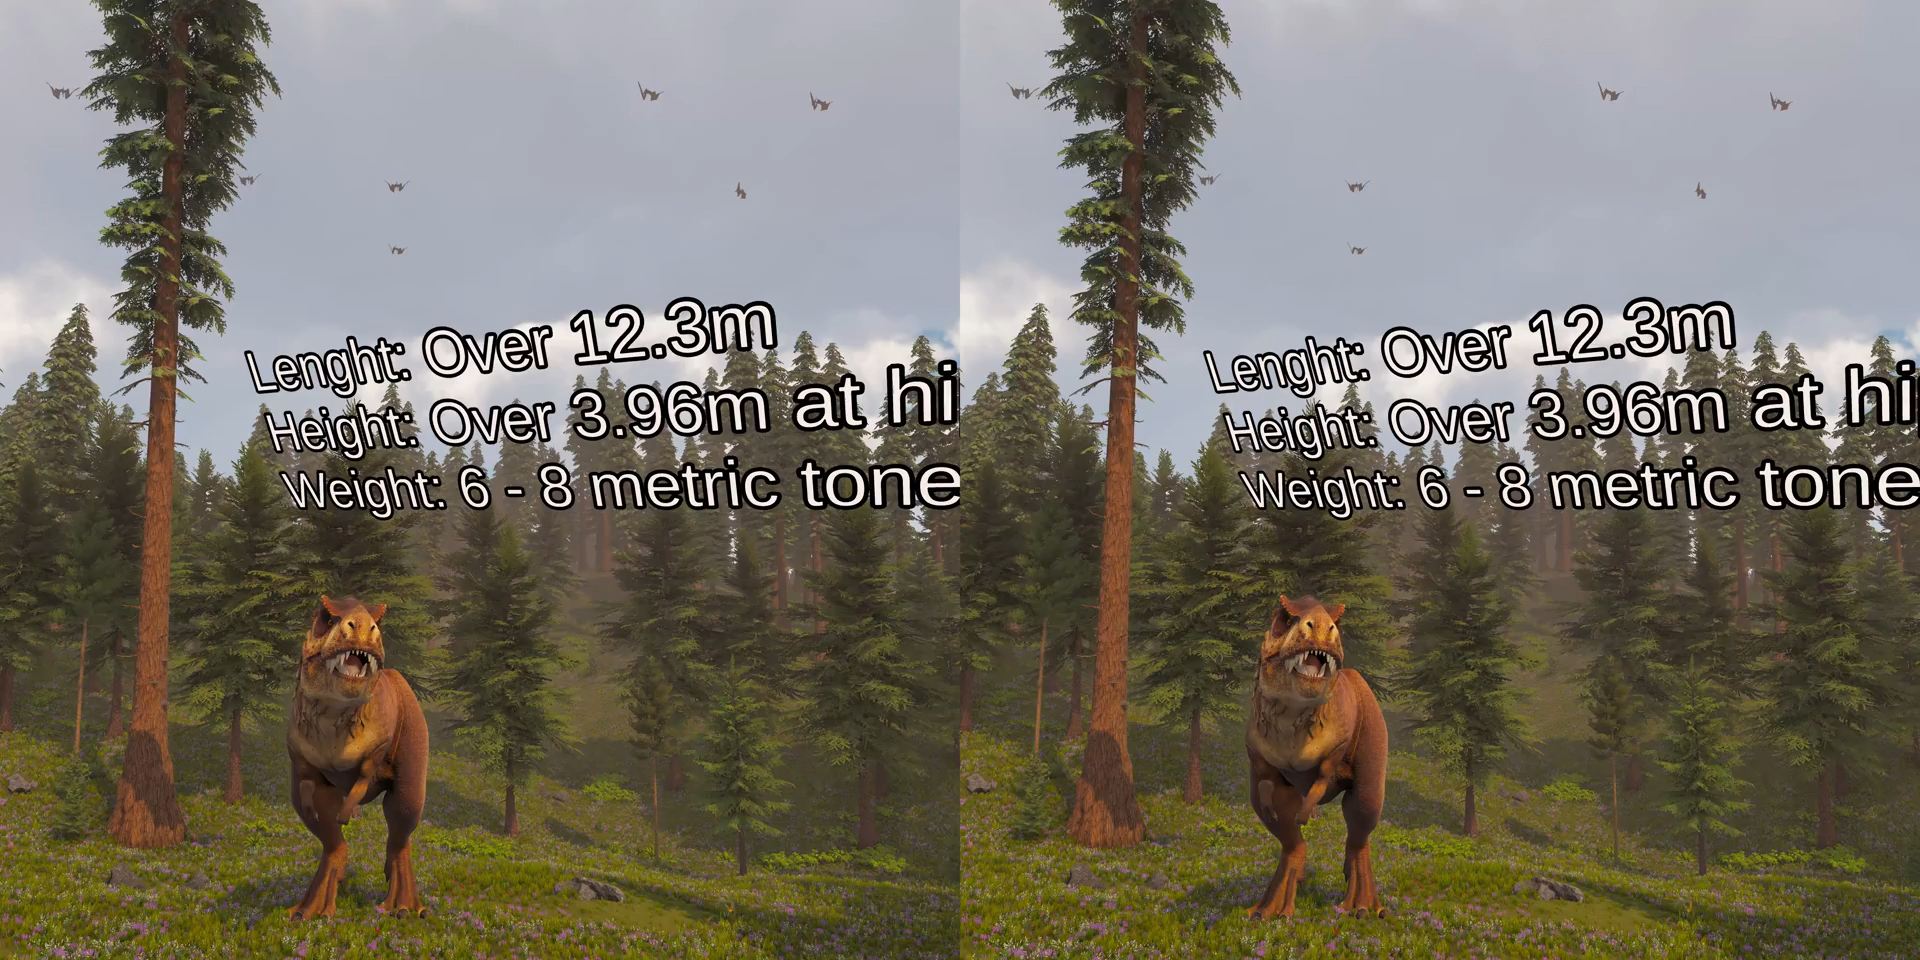 Lenght: Over 12.3m
Height: Over 3.96m at
Weight: 6 - 8 metric
Lenght: Over 12.3m
Height: Over 3.96m at
Weight: 6 - 8 metric